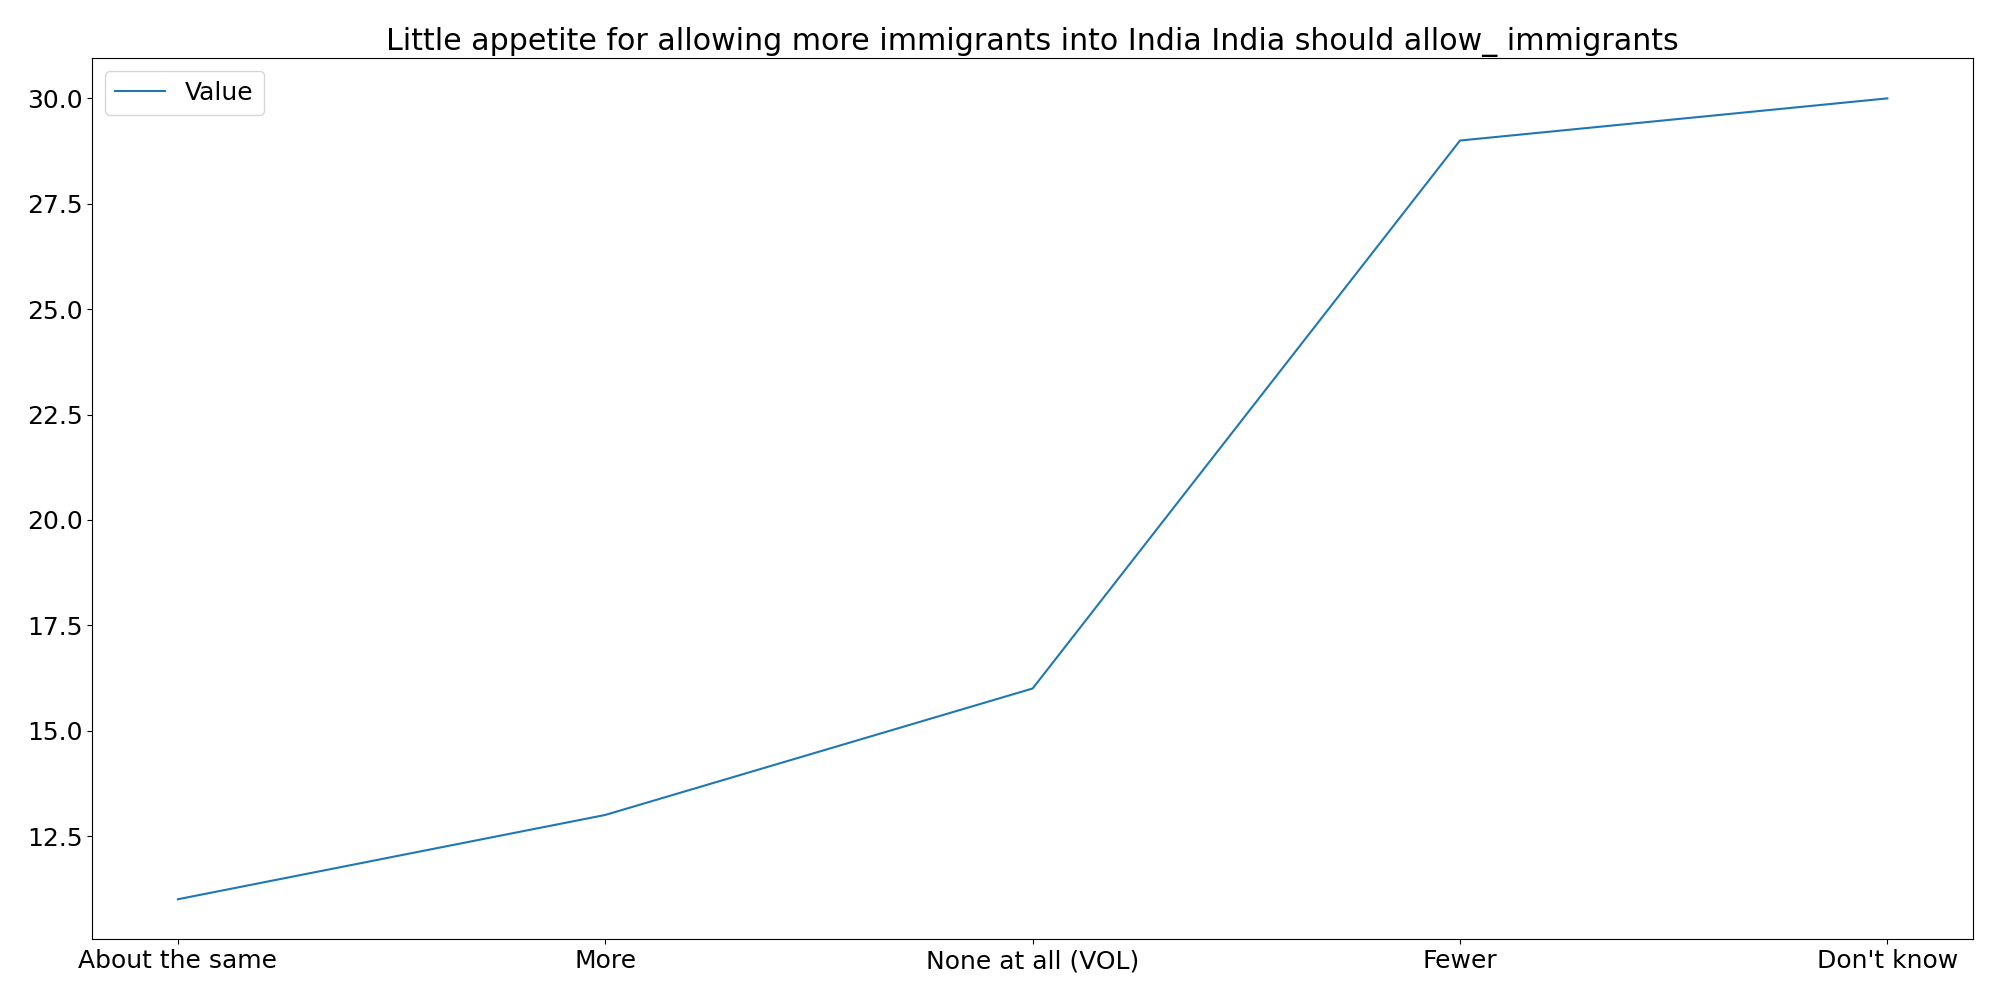 Little appetite for allowing more immigrants into India India should allow_ immigrants
Value
30.0
27.5
25.0
22.5
20.0
17.5
15.0
12.5
About the same More None at all (VOL) Fewer Don't know